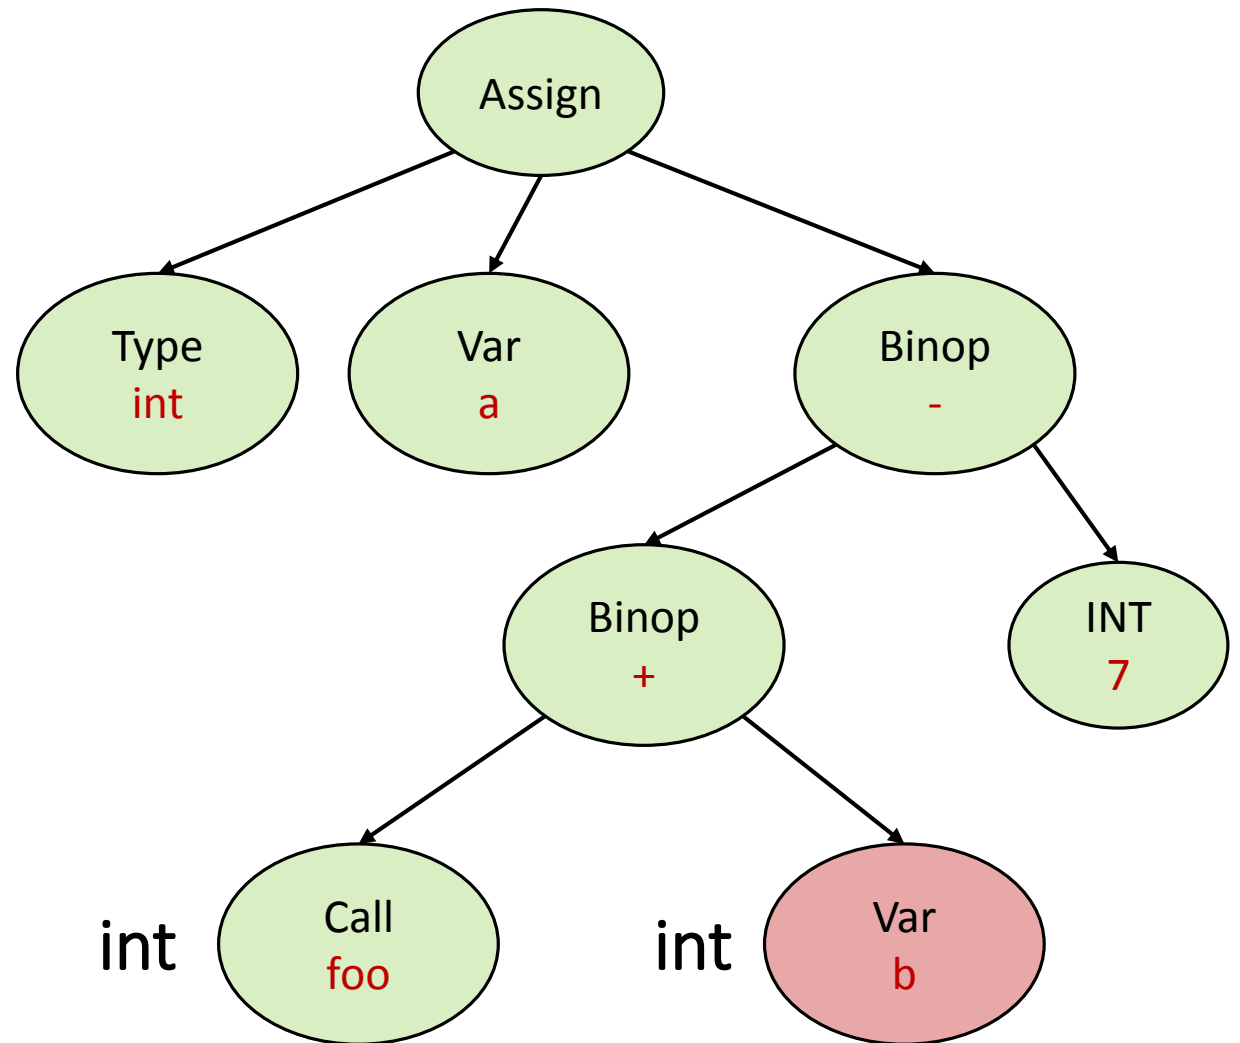 Assign
Type
int
Var
a
Binop
-
Binop
+
INT
7
int
Call
foo
int
Var
b